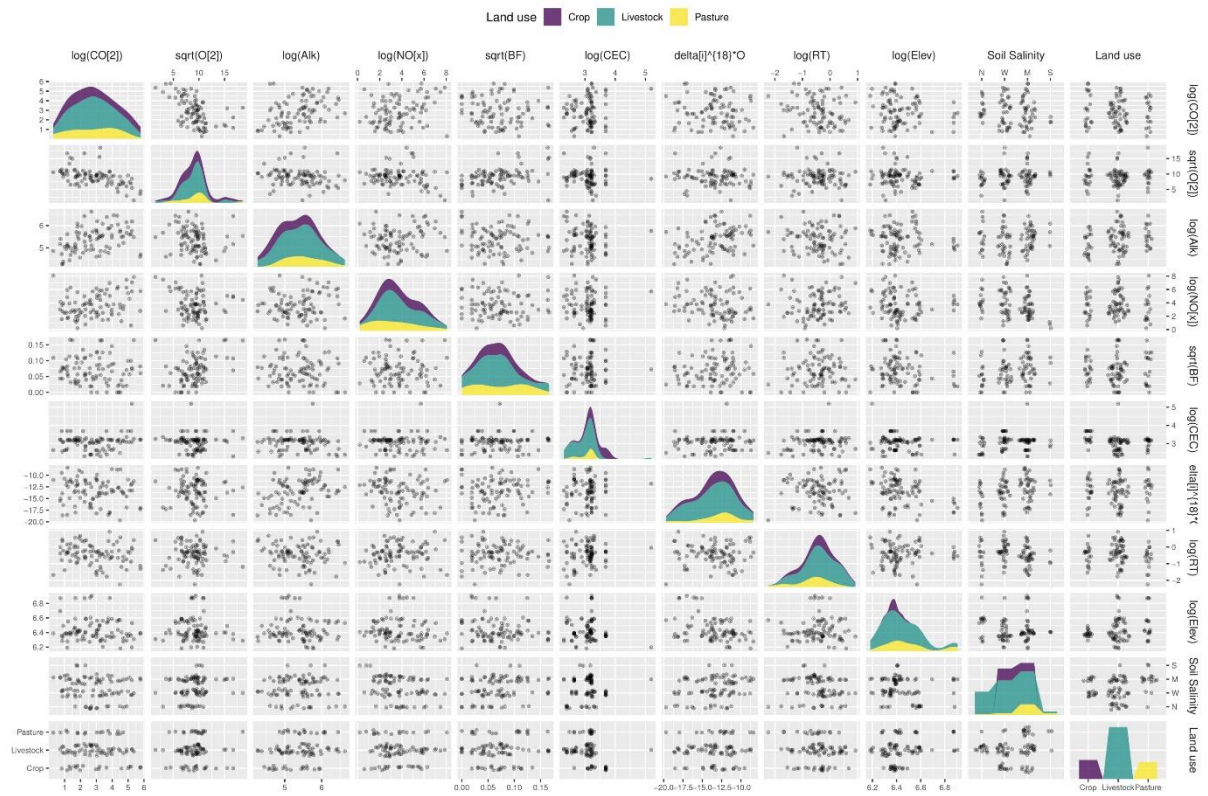 Land use Crop Livestock Pasture
log(CO[2]) sqrt(O[2]) log(Alk) log(NO[x]) sqrt(BF) log(CEC) delta[i]^{18}*O log(RT) log(Elev) Soil Salinity Land use
5 10 15 0 2 4 6 8 3 4 5 −2 −1 0 1 N W M S
6 5 4 3 2 1 log(CO[2])
sqrt(O[2]) 15 10 5
6 5 log(Alk)
log(NO[x]) 8 6 4 2 0
0.15 0.10 0.05 0.00 sqrt(BF)
log(CEC) 5 4 3
−10.0 −12.5 −15.0 −17.5 −20.0 elta[i]^{18}*(
log(RT) 1 0 −1 −2
6.8 6.6 6.4 6.2 log(Elev)
Soil Salinity S M W N
Pasture Livestock Crop Land use
1 2 3 4 5 6 5 6 0.00 0.05 0.10 0.15 −20.0 −17.5 −15.0 −12.5 −10.0 6.2 6.4 6.6 6.8 Crop Livestock Pasture